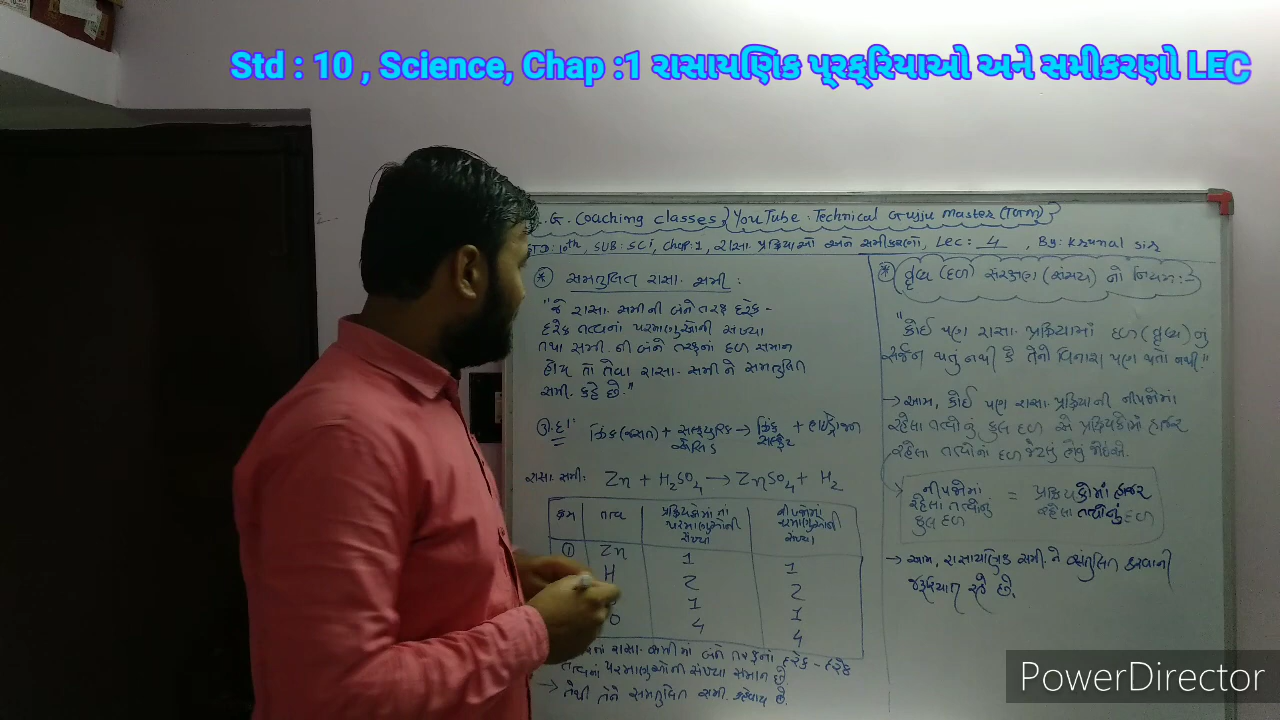 Std : 10 , Science, Chap :1 રાસાયણિક પ્રક્રિયાઓ અને સમીકરણો LEC
.G. Coaching classes} {YouTube : Technical Gujju Master (TGM)}
STD: 10th, SUB: SCi, Chap: 1, રાસા. પ્રક્રિયાઓ અને સમીકરણો, Lec: 4 , By: Krunal Sir
* સમતુલિત રાસા. સમી :
"જે રાસા. સમીની બંને તરફ દરેક -
દરેક તત્વનાં પરમાણુઓની સંખ્યા
તથા સમી. ની બંને તરફનાં દળ સમાન
હોય તો તેવા રાસા. સમીને સમતુલિત
સમી. કહે છે."
ઉ.દા: ઝિંક(જસત) + સલ્ફ્યુરિક એસિડ → ઝિંક સલ્ફેટ + હાઇડ્રોજન
રાસા. સમી: Zn + H2SO4 → ZnSO4 + H2
ક્રમ તત્વ પ્રક્રિયકોમાં નાં પરમાણુઓની સંખ્યા નીપજોમાં પરમાણુઓની સંખ્યા
① Zn 1 1
H 2 2
1 1
O 4 4
રાસા. સમીમાં બંને તરફનાં દરેક - દરેક
તત્વનાં પરમાણુઓની સંખ્યા સમાન છે.
→ તેથી તેને સમતુલિત સમી. કહેવાય છે.
* દ્રવ્ય (દળ) સંરક્ષણ (સંચય) નો નિયમ :-
"કોઈ પણ રાસા. પ્રક્રિયામાં દળ (દ્રવ્ય) નું
સર્જન થતું નથી કે તેનો વિનાશ પણ થતો નથી."
→ આમ, કોઈ પણ રાસા. પ્રક્રિયાની નીપજોમાં
રહેલા તત્વોનું કુલ દળ એ પ્રક્રિયકોમાં હાજર
રહેલા તત્વોનાં દળ જેટલું હોવું જોઈએ.
→ નીપજોમાં = પ્રક્રિયકોમાં હાજર
રહેલા તત્વોનું રહેલા તત્વોનું દળ
કુલ દળ
→ આમ, રાસાયણિક સમી. ને સંતુલિત કરવાની
જરૂરિયાત રહે છે.
PowerDirector